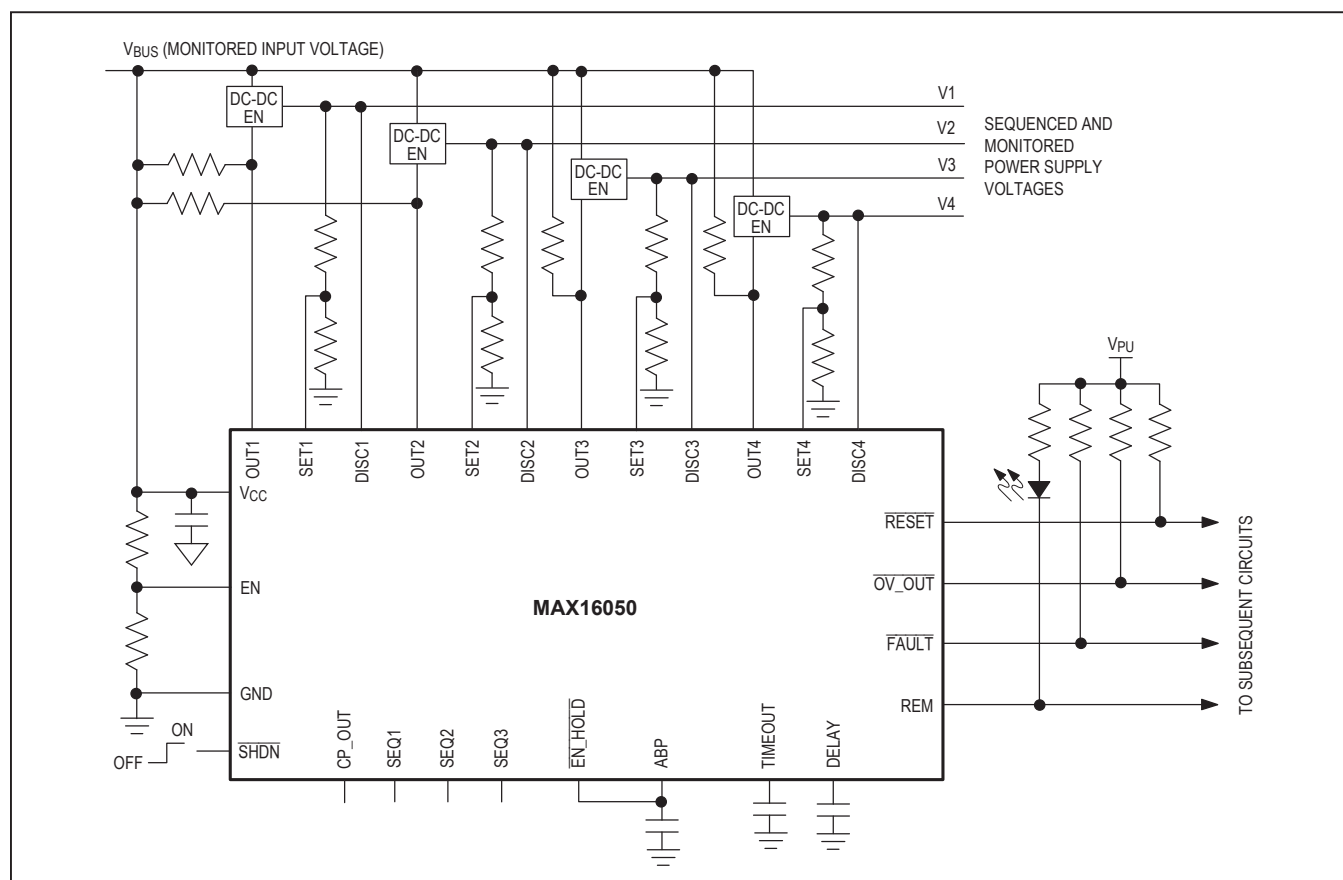 VBUS (MONITORED INPUT VOLTAGE)
DC-DC
EN
DC-DC
EN
DC-DC
EN
DC-DC
EN
V1
V2
V3
V4
SEQUENCED AND
MONITORED
POWER SUPPLY
VOLTAGES
VPU
OUT1
SET1
DISC1
OUT2
SET2
DISC2
OUT3
SET3
DISC3
OUT4
SET4
DISC4
VCC
EN
GND
SHDN
ON
OFF
MAX16050
RESET
OV_OUT
FAULT
REM
TO SUBSEQUENT CIRCUITS
CP_OUT
SEQ1
SEQ2
SEQ3
EN_HOLD
ABP
TIMEOUT
DELAY